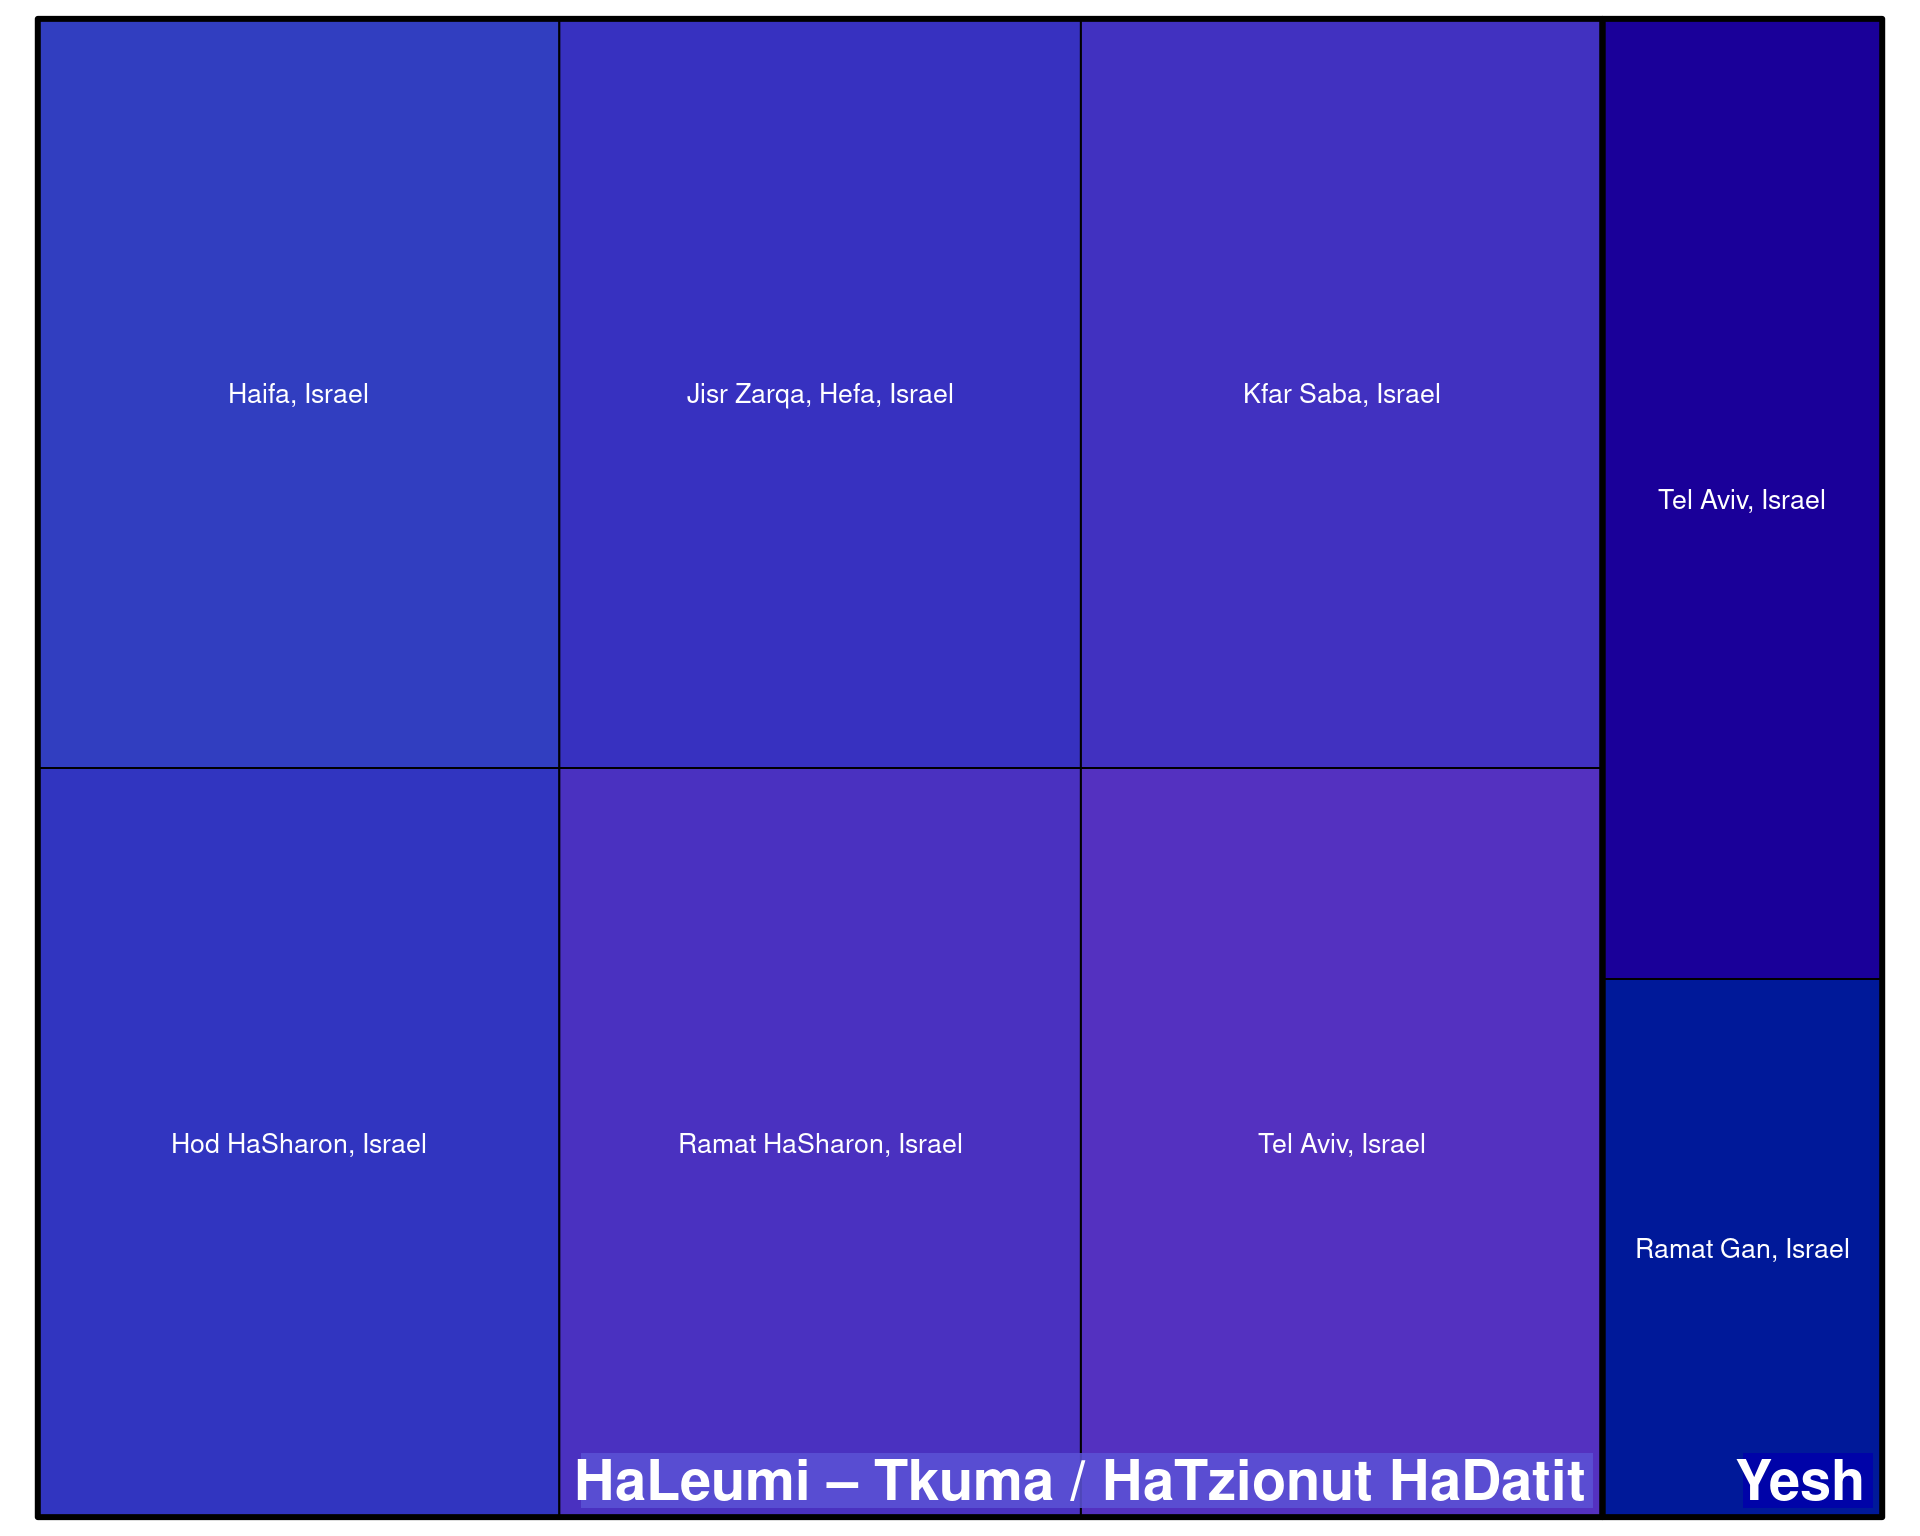 Haifa, Israel
Jisr Zarqa, Hefa, Israel
Kfar Saba, Israel
Tel Aviv, Israel
Hod HaSharon, Israel
Ramat HaSharon, Israel
Tel Aviv, Israel
Ramat Gan, Israel
HaLeumi – Tkuma / HaTzionut HaDatit
Yesh